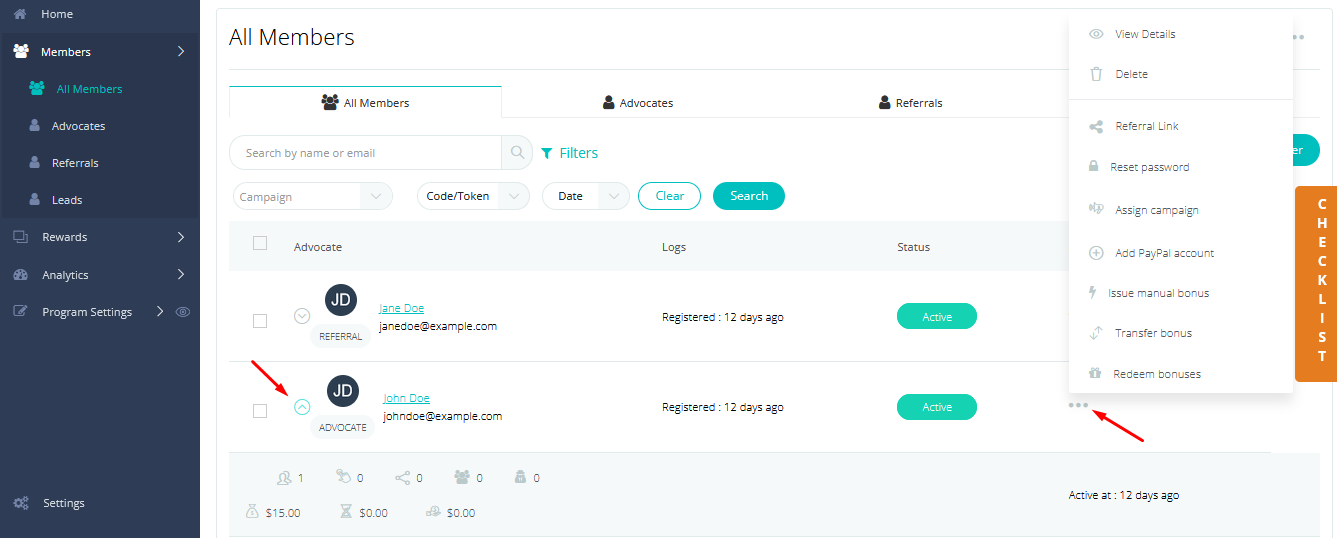 Home
Members
All Members
Advocates
Referrals
Leads
Rewards
Analytics
Program Settings
Settings
All Members
All Members
Advocates
Referrals
Search by name or email
Filters
Campaign
Code/Token
Date
Clear
Search
Advocate
Logs
Status
JD
REFERRAL
Jane Doe
janedoe@example.com
Registered : 12 days ago
Active
JD
ADVOCATE
John Doe
johndoe@example.com
Registered : 12 days ago
Active
1
0
0
0
0
$15.00
$0.00
$0.00
Active at : 12 days ago
View Details
Delete
Referral Link
Reset password
Assign campaign
Add PayPal account
Issue manual bonus
Transfer bonus
Redeem bonuses
CHECKLIST